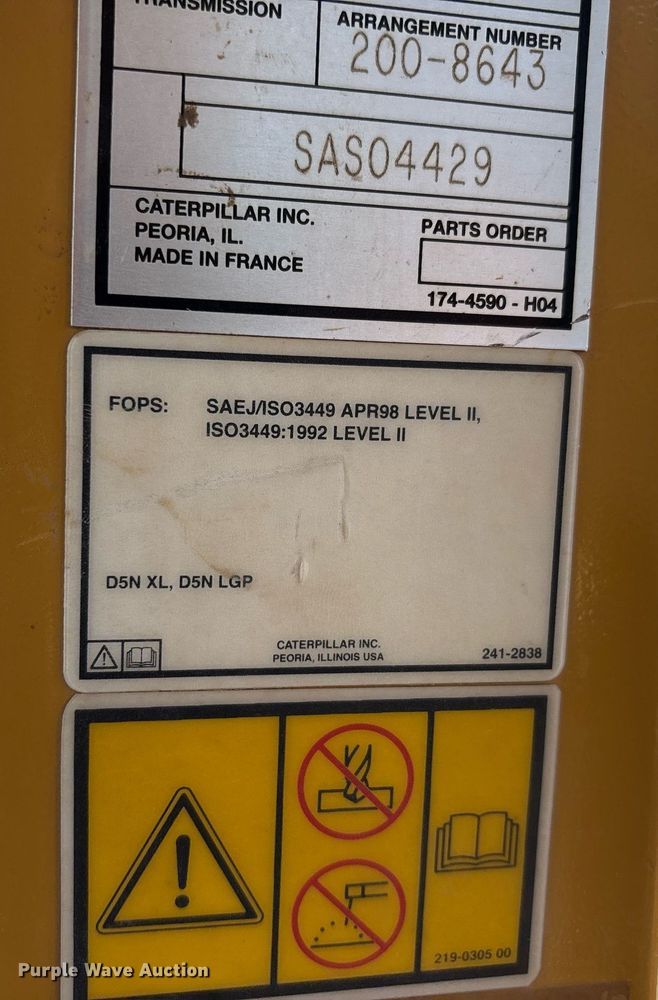 TRANSMISSION
ARRANGEMENT NUMBER
200-8643
SAS04429
CATERPILLAR INC.
PEORIA, IL.
MADE IN FRANCE
PARTS ORDER
174-4590 - H04
FOPS: SAEJ/ISO3449 APR98 LEVEL II,
ISO3449:1992 LEVEL II
D5N XL, D5N LGP
CATERPILLAR INC.
PEORIA, ILLINOIS USA
241-2838
219-0305 00
Purple Wave Auction